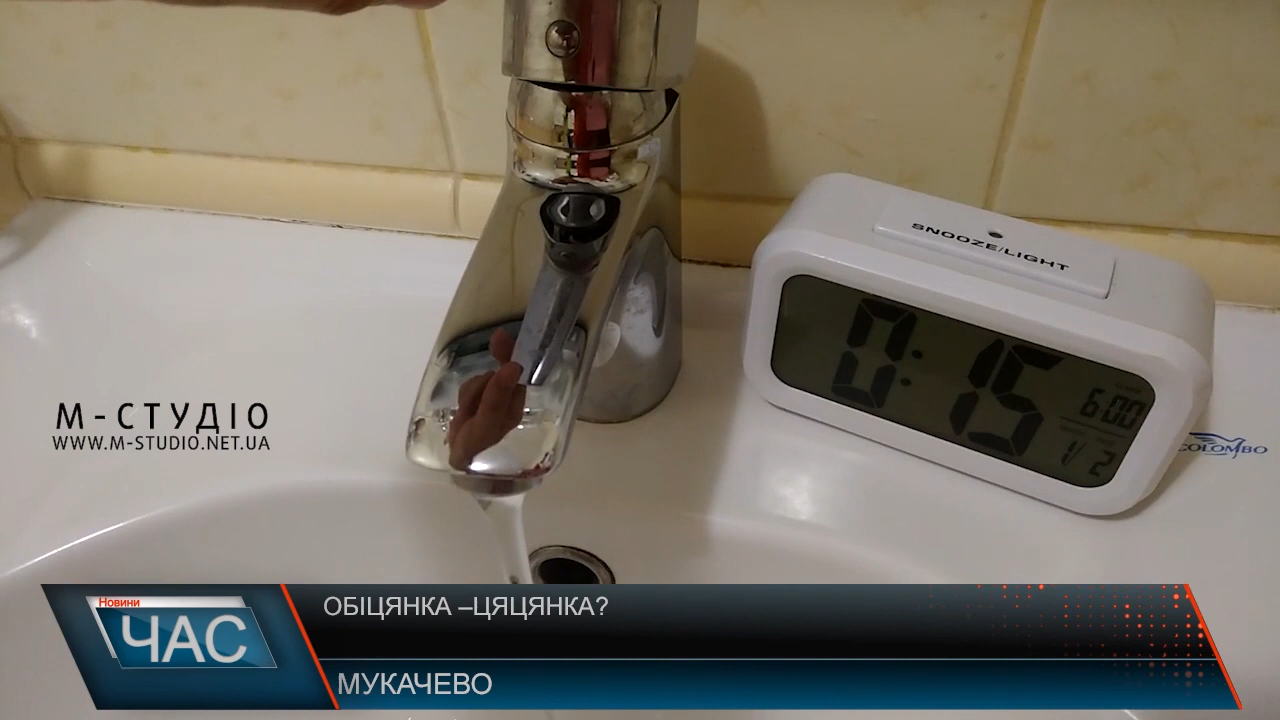 SNOOZE/LIGHT
0:15
6:00
1/2
COLOMBO
М-СТУДІО
WWW.M-STUDIO.NET.UA
Новини
ЧАС
ОБІЦЯНКА –ЦЯЦЯНКА?
МУКАЧЕВО